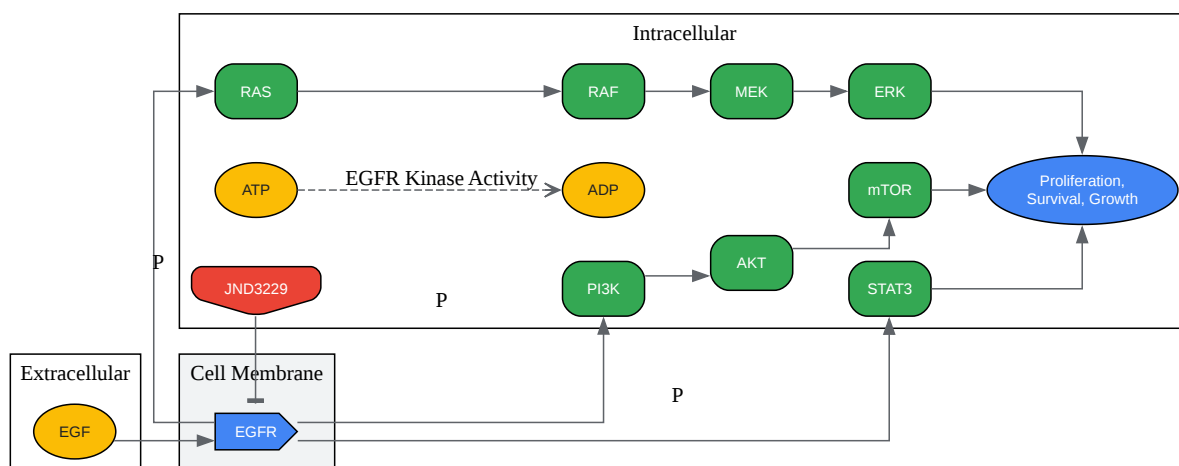 Intracellular
RAS
RAF
MEK
ERK
ATP
EGFR Kinase Activity
ADP
mTOR
Proliferation,
Survival, Growth
P
JND3229
P
PI3K
AKT
STAT3
Extracellular
Cell Membrane
P
EGF
EGFR